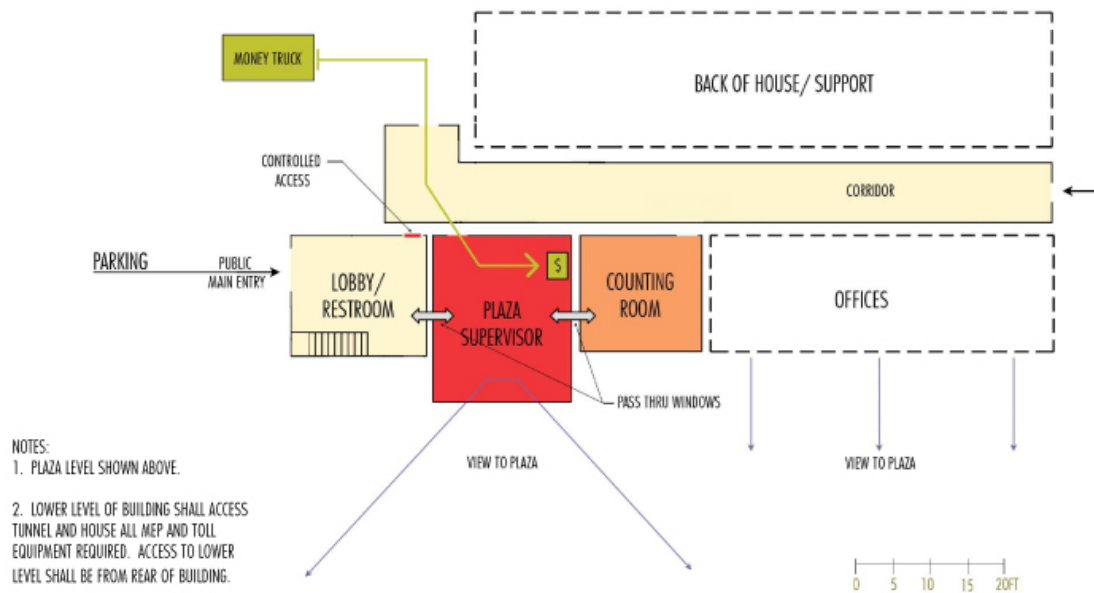 MONEY TRUCK
BACK OF HOUSE/ SUPPORT
CONTROLLED
ACCESS
CORRIDOR
PARKING
PUBLIC
MAIN ENTRY
LOBBY/
RESTROOM
$
PLAZA
SUPERVISOR
COUNTING
ROOM
OFFICES
PASS THRU WINDOWS
NOTES:
1. PLAZA LEVEL SHOWN ABOVE.
VIEW TO PLAZA
VIEW TO PLAZA
2. LOWER LEVEL OF BUILDING SHALL ACCESS
TUNNEL AND HOUSE ALL MEP AND TOLL
EQUIPMENT REQUIRED. ACCESS TO LOWER
LEVEL SHALL BE FROM REAR OF BUILDING.
0 5 10 15 20FT